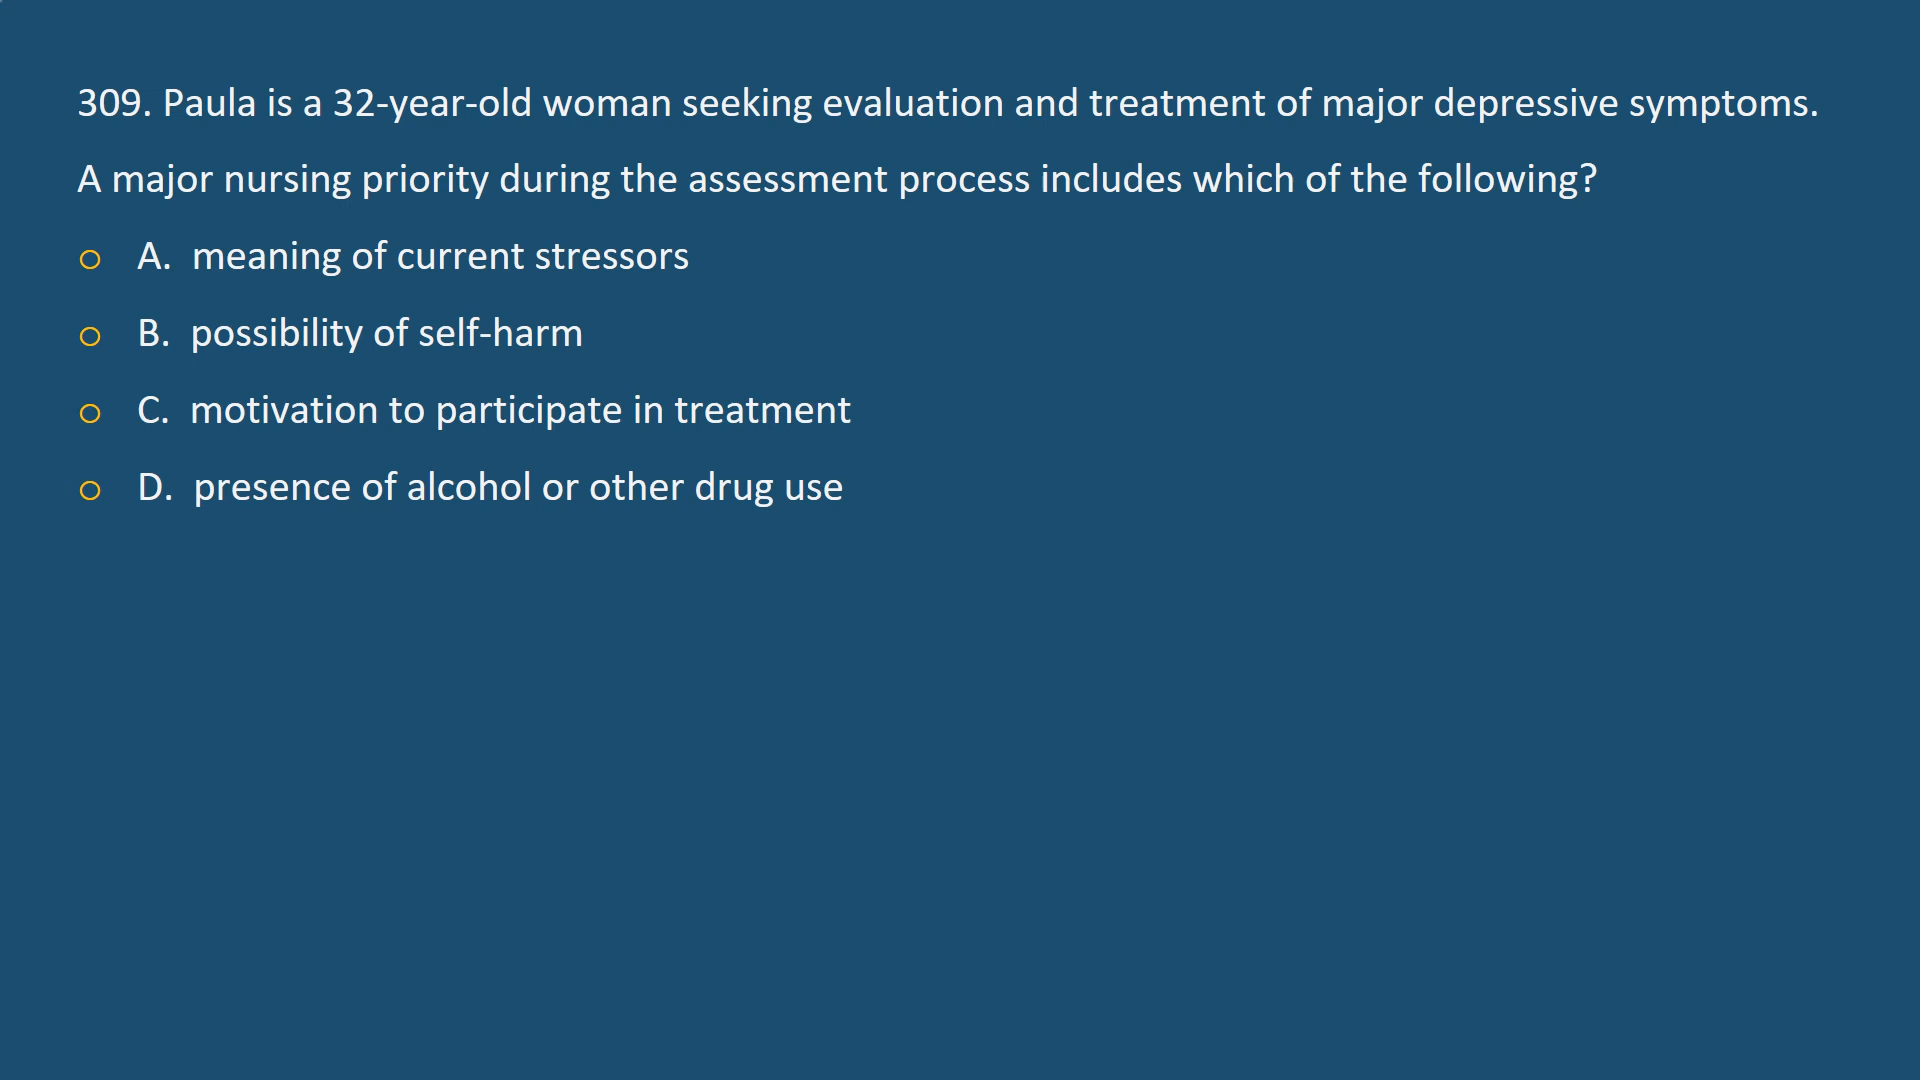 309. Paula is a 32-year-old woman seeking evaluation and treatment of major depressive symptoms.
A major nursing priority during the assessment process includes which of the following?
A. meaning of current stressors
B. possibility of self-harm
C. motivation to participate in treatment
D. presence of alcohol or other drug use